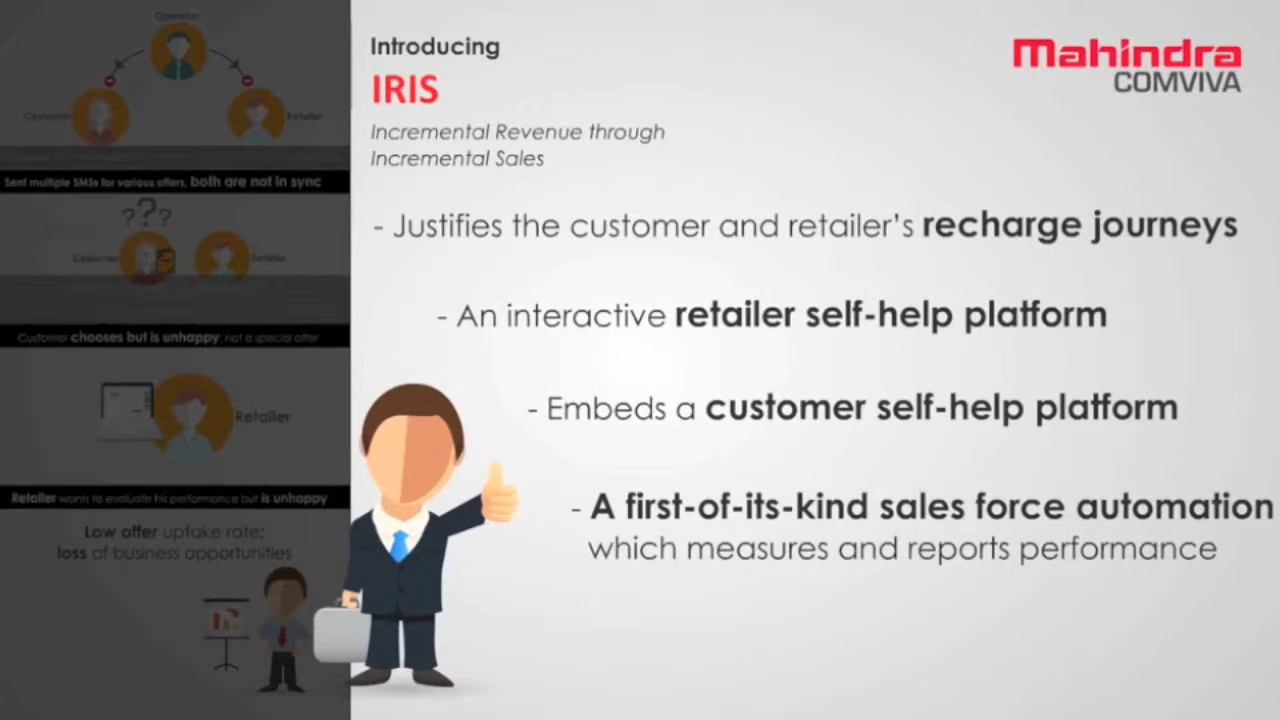 Operator
Customer
Retailer
Sent multiple SMSs for various offers, both are not in sync
???
Customer
Retailer
Customer chooses but is unhappy, not a special offer
Retailer
Retailer wants to evaluate his performance but is unhappy
Low offer uptake rate;
loss of business opportunities
Introducing
IRIS
Incremental Revenue through
Incremental Sales
Mahindra
COMVIVA
- Justifies the customer and retailer's recharge journeys
- An interactive retailer self-help platform
- Embeds a customer self-help platform
- A first-of-its-kind sales force automation
which measures and reports performance